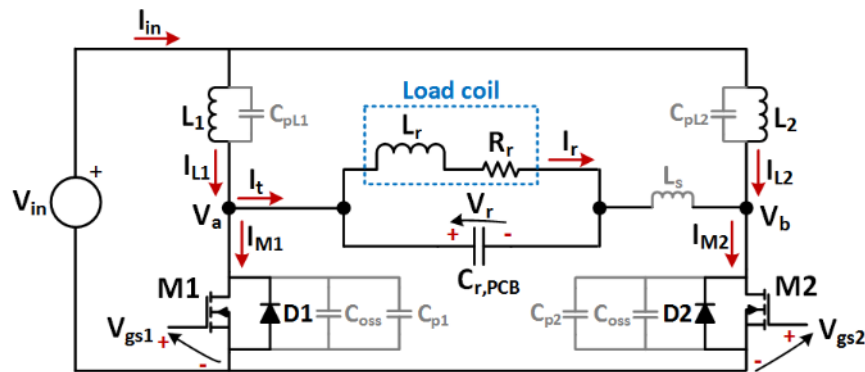 I_in
Load coil
L_1
C_pL1
L_r
R_r
I_r
C_pL2
L_2
I_L1
I_t
L_s
I_L2
V_in
+
V_a
V_r
V_b
I_M1
+
-
I_M2
C_r,PCB
M1
M2
D1
C_oss
C_p1
C_p2
C_oss
D2
V_gs1
+
-
+
-
V_gs2